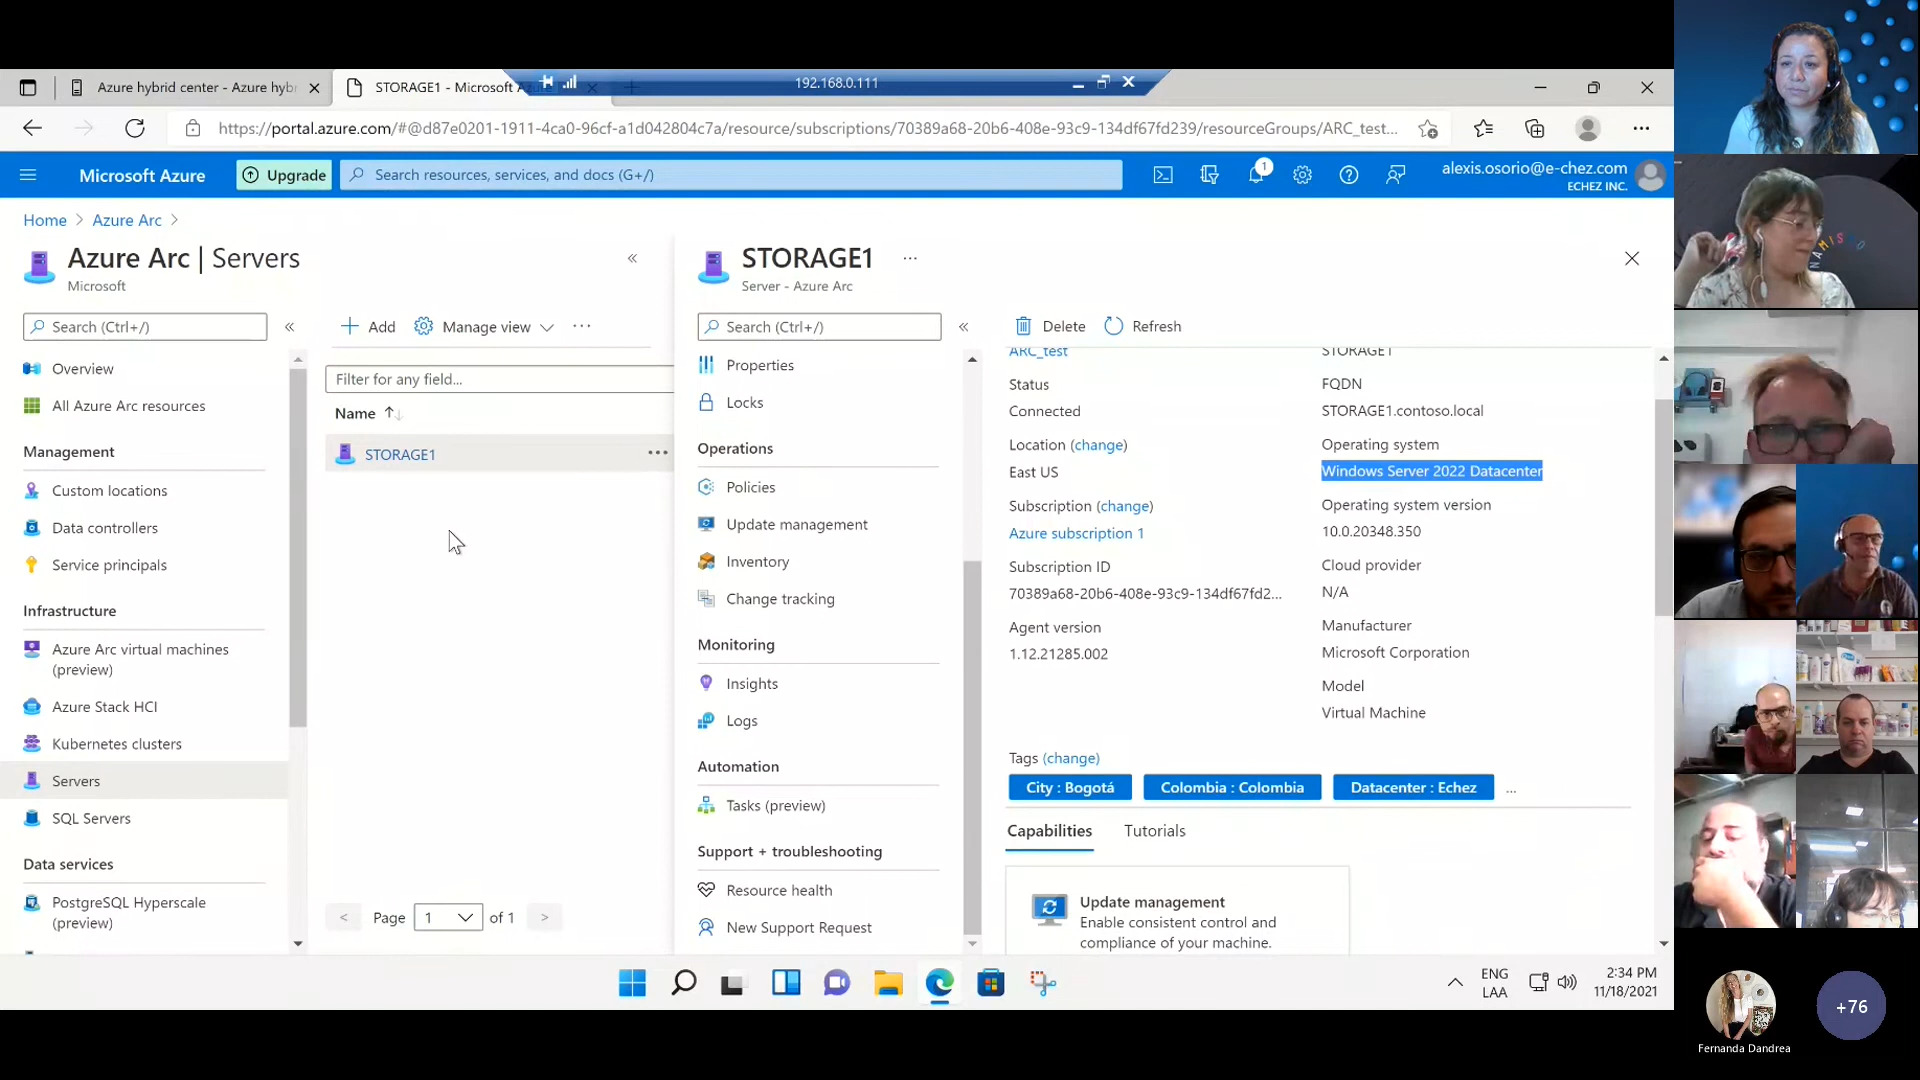 Azure hybrid center - Azure hyb
STORAGE1 - Microsoft A
192.168.0.111
https://portal.azure.com/#@d87e0201-1911-4ca0-96cf-a1d042804c7a/resource/subscriptions/70389a68-20b6-408e-93c9-134df67fd239/resourceGroups/ARC_test...
Microsoft Azure
Upgrade
Search resources, services, and docs (G+/)
1
alexis.osorio@e-chez.com
ECHEZ INC.
Home > Azure Arc >
Azure Arc | Servers
Microsoft
Search (Ctrl+/)
Overview
All Azure Arc resources
Management
Custom locations
Data controllers
Service principals
Infrastructure
Azure Arc virtual machines
(preview)
Azure Stack HCI
Kubernetes clusters
Servers
SQL Servers
Data services
PostgreSQL Hyperscale
(preview)
Add
Manage view
Filter for any field...
Name
STORAGE1
Page 1 of 1
STORAGE1
Server - Azure Arc
Search (Ctrl+/)
Properties
Locks
Operations
Policies
Update management
Inventory
Change tracking
Monitoring
Insights
Logs
Automation
Tasks (preview)
Support + troubleshooting
Resource health
New Support Request
Delete
Refresh
ARC_test
Status
Connected
Location (change)
East US
Subscription (change)
Azure subscription 1
Subscription ID
70389a68-20b6-408e-93c9-134df67fd2...
Agent version
1.12.21285.002
STORAGE1
FQDN
STORAGE1.contoso.local
Operating system
Windows Server 2022 Datacenter
Operating system version
10.0.20348.350
Cloud provider
N/A
Manufacturer
Microsoft Corporation
Model
Virtual Machine
Tags (change)
City : Bogotá
Colombia : Colombia
Datacenter : Echez
...
Capabilities
Tutorials
Update management
Enable consistent control and
compliance of your machine.
ENG
LAA
2:34 PM
11/18/2021
Fernanda Dandrea
+76